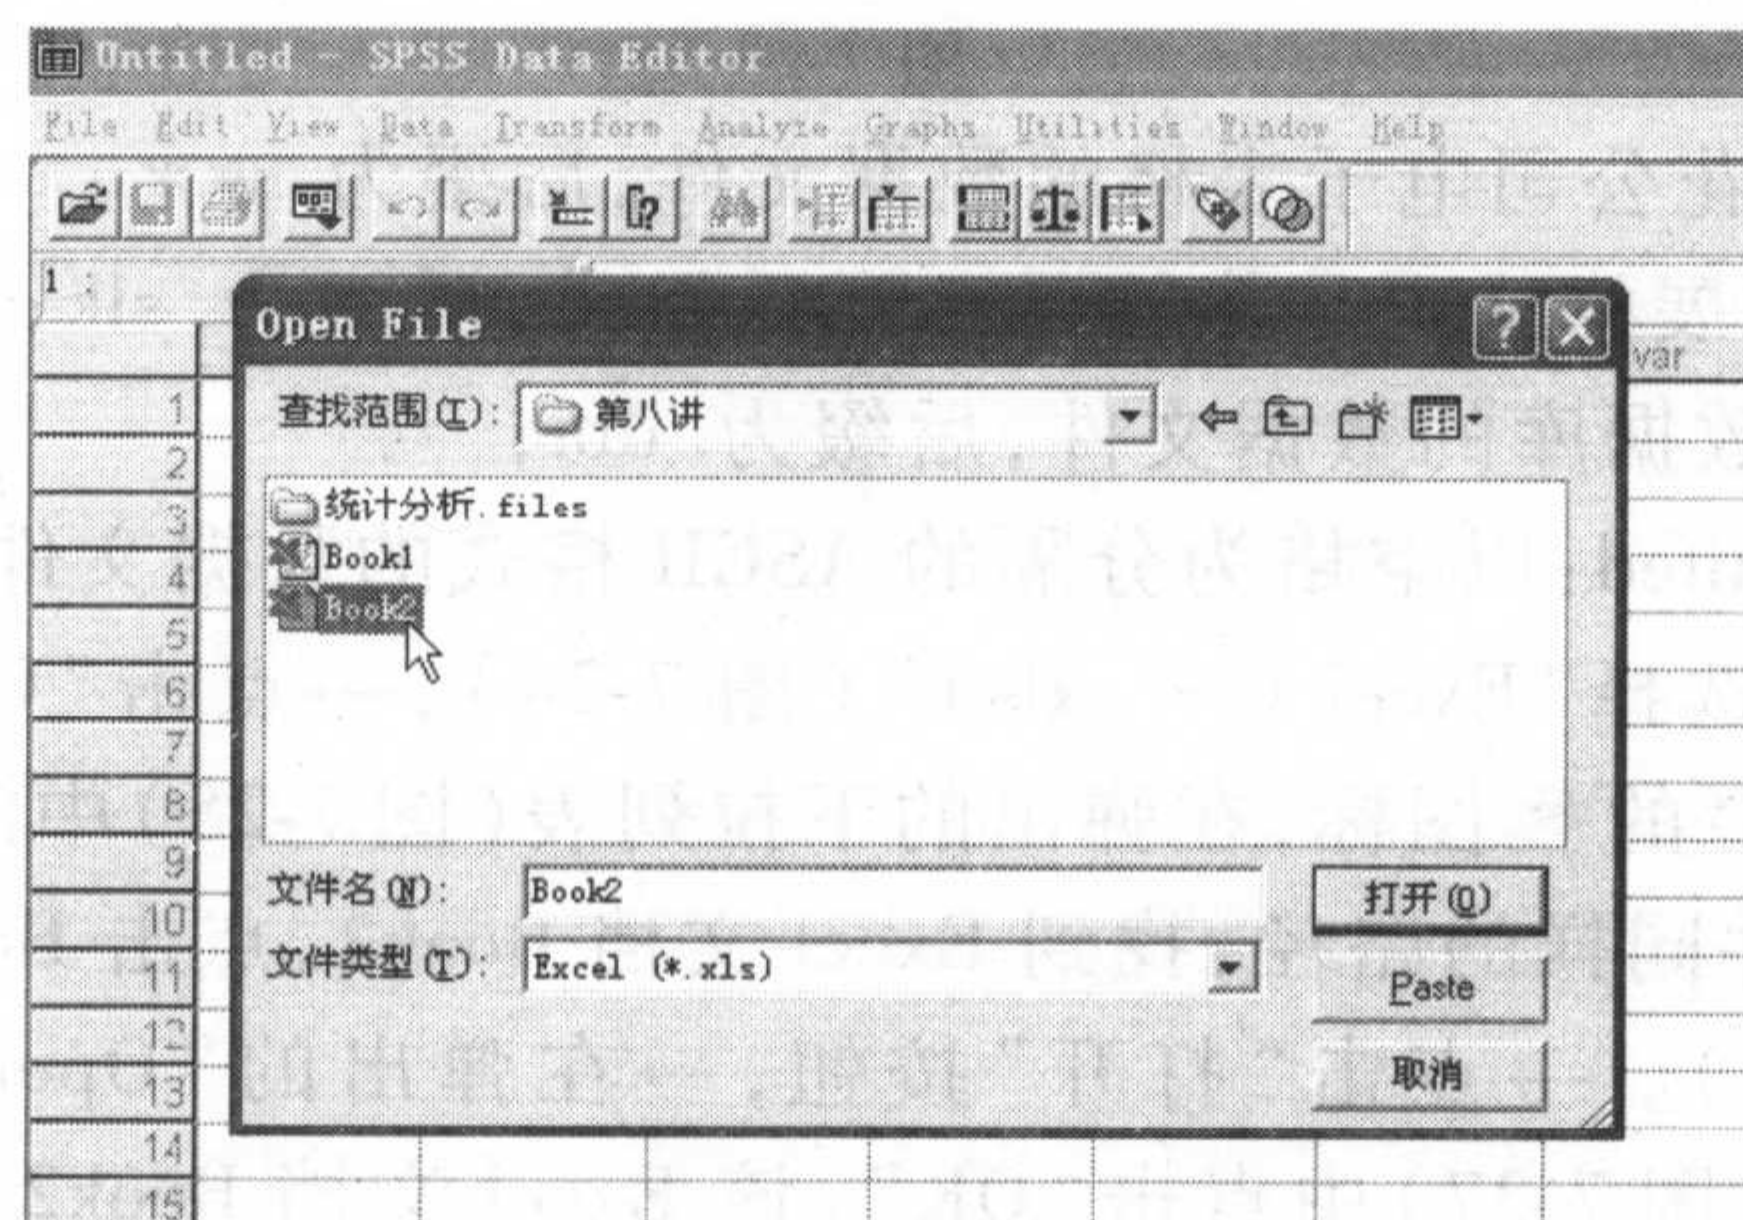 Untitled - SPSS Data Editor
File Edit View Data Transform Analyze Graphs Utilities Window Help
1 :
Open File
var
查找范围(I): 第八讲
统计分析.files
Book1
Book2
文件名(N): Book2 打开(O)
文件类型(T): Excel (*.xls)
Paste
取消
1
2
3
4
5
6
7
8
9
10
11
12
13
14
15